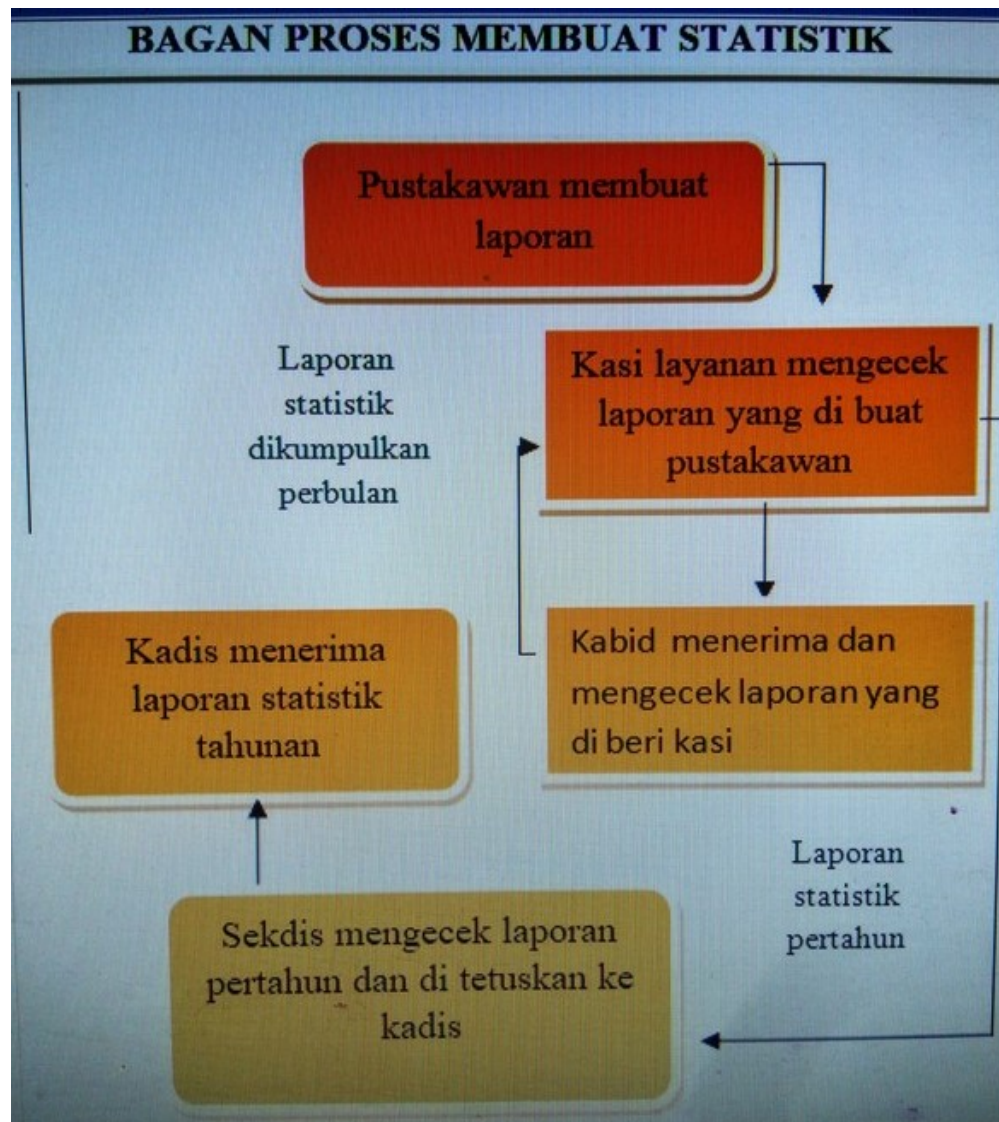 BAGAN PROSES MEMBUAT STATISTIK
Pustakawan membuat
laporan
Laporan
statistik
dikumpulkan
perbulan
Kasi layanan mengecek
laporan yang di buat
pustakawan
Kadis menerima
laporan statistik
tahunan
Kabid menerima dan
mengecek laporan yang
di beri kasi
Laporan
statistik
pertahun
Sekdis mengecek laporan
pertahun dan di tetuskan ke
kadis